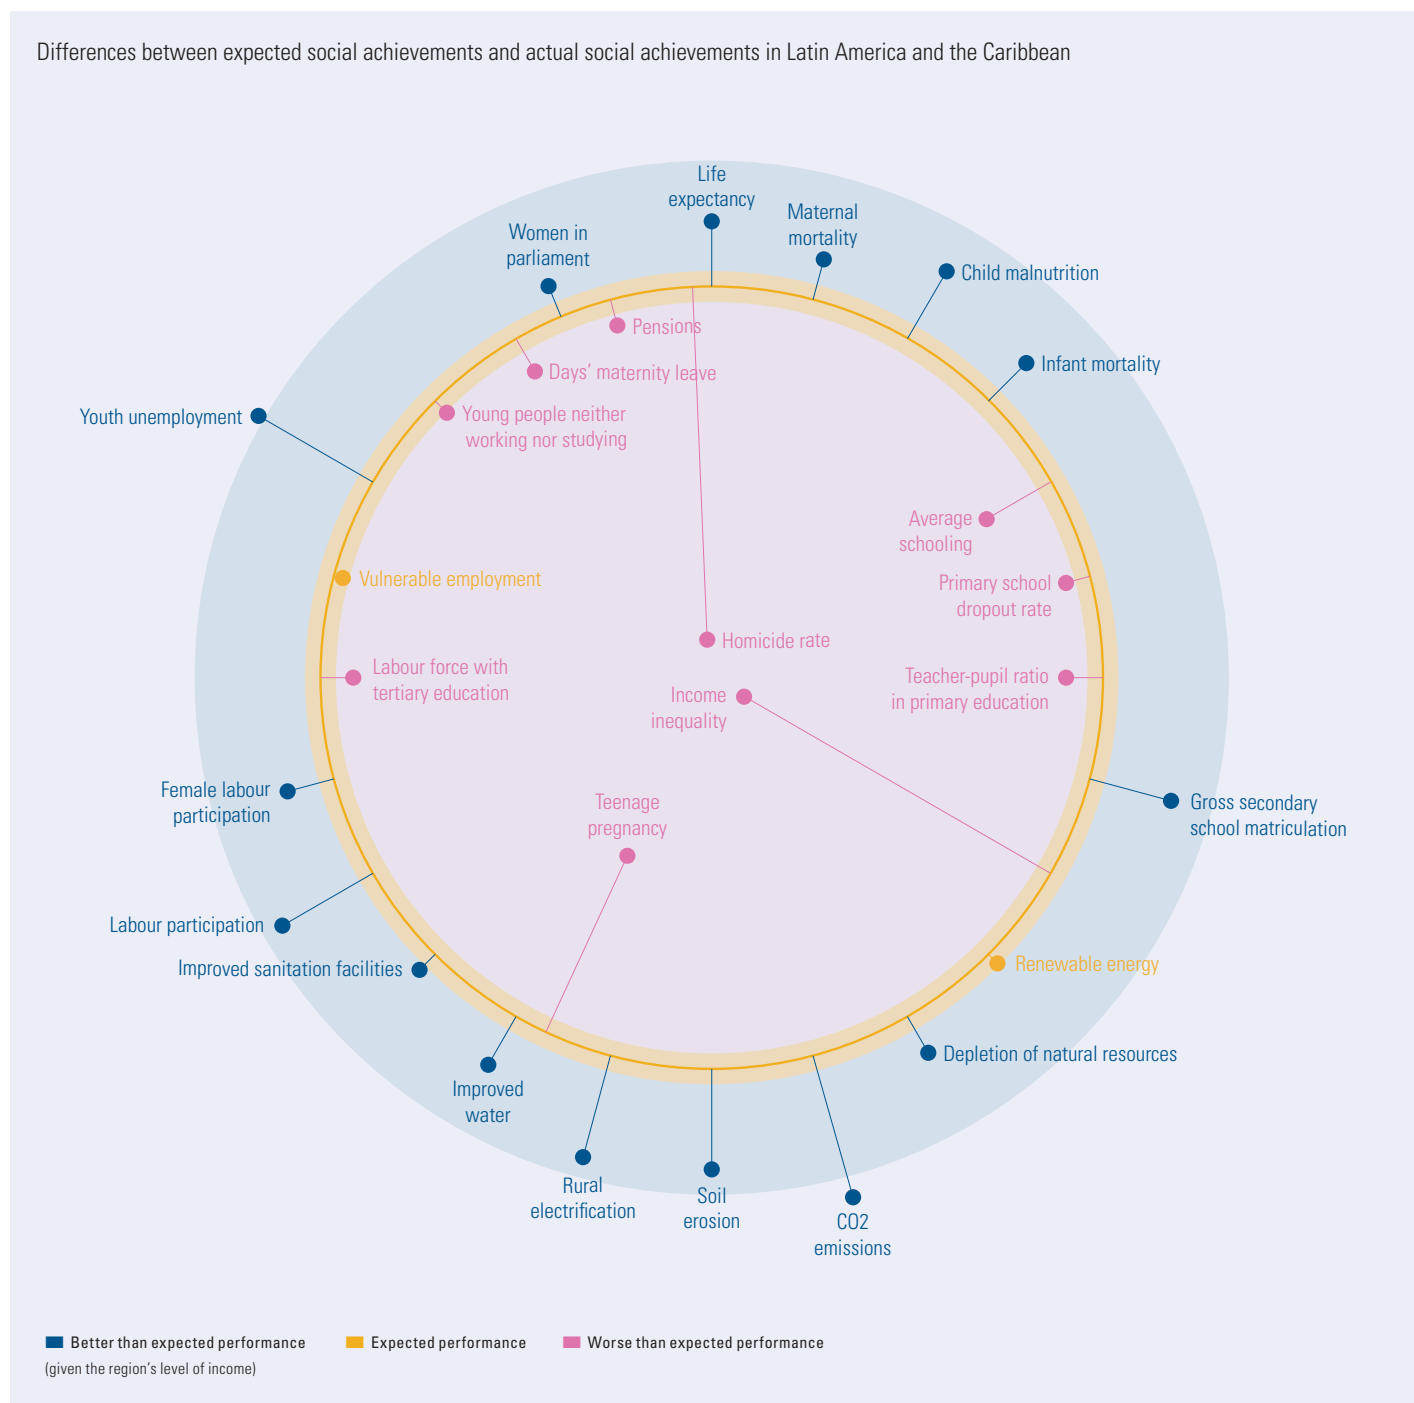 Differences between expected social achievements and actual social achievements in Latin America and the Caribbean
Life
expectancy
Maternal
mortality
Women in
parliament
Child malnutrition
Pensions
Infant mortality
Days' maternity leave
Youth unemployment
Young people neither
working nor studying
Average
schooling
Vulnerable employment
Primary school
dropout rate
Homicide rate
Labour force with
tertiary education
Teacher-pupil ratio
in primary education
Income
inequality
Female labour
participation
Teenage
pregnancy
Gross secondary
school matriculation
Labour participation
Improved sanitation facilities
Renewable energy
Depletion of natural resources
Improved
water
Rural
electrification
Soil
erosion
CO2
emissions
Better than expected performance
Expected performance
Worse than expected performance
(given the region's level of income)